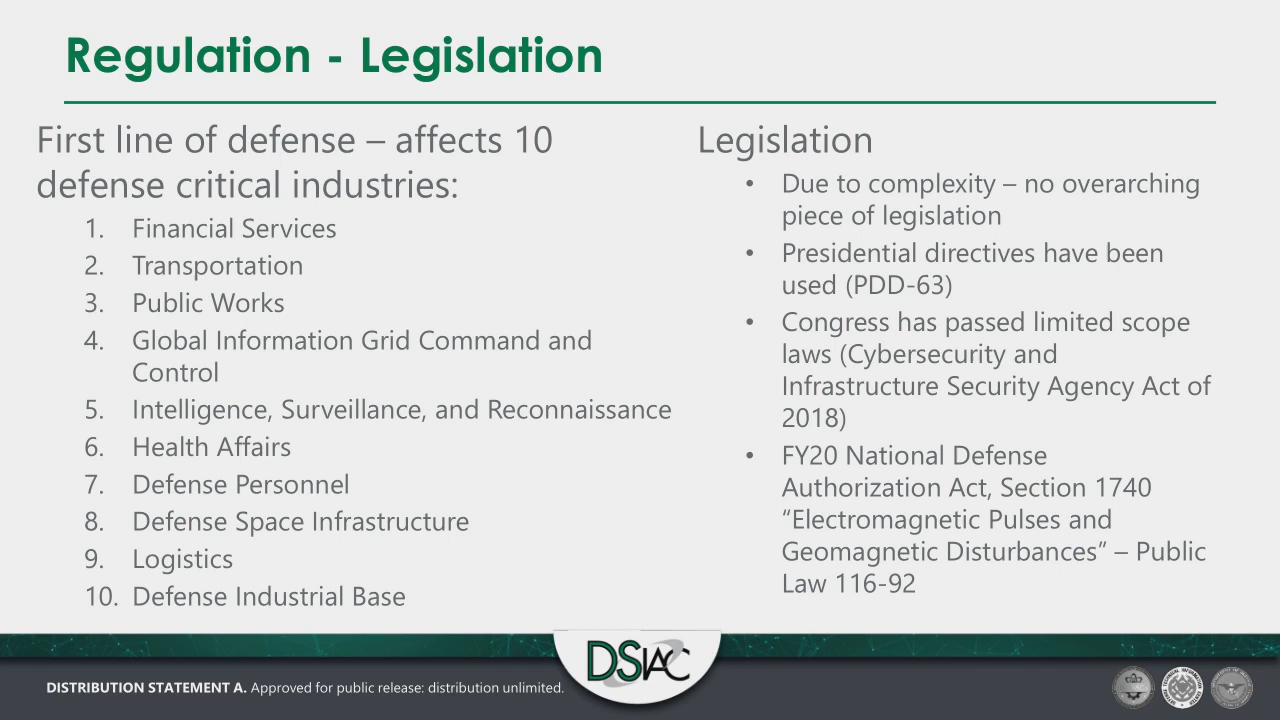 Regulation - Legislation
First line of defense – affects 10
defense critical industries:
1. Financial Services
2. Transportation
3. Public Works
4. Global Information Grid Command and
Control
5. Intelligence, Surveillance, and Reconnaissance
6. Health Affairs
7. Defense Personnel
8. Defense Space Infrastructure
9. Logistics
10. Defense Industrial Base
Legislation
• Due to complexity – no overarching
piece of legislation
• Presidential directives have been
used (PDD-63)
• Congress has passed limited scope
laws (Cybersecurity and
Infrastructure Security Agency Act of
2018)
• FY20 National Defense
Authorization Act, Section 1740
“Electromagnetic Pulses and
Geomagnetic Disturbances” – Public
Law 116-92
DISTRIBUTION STATEMENT A. Approved for public release: distribution unlimited.
DSIAC